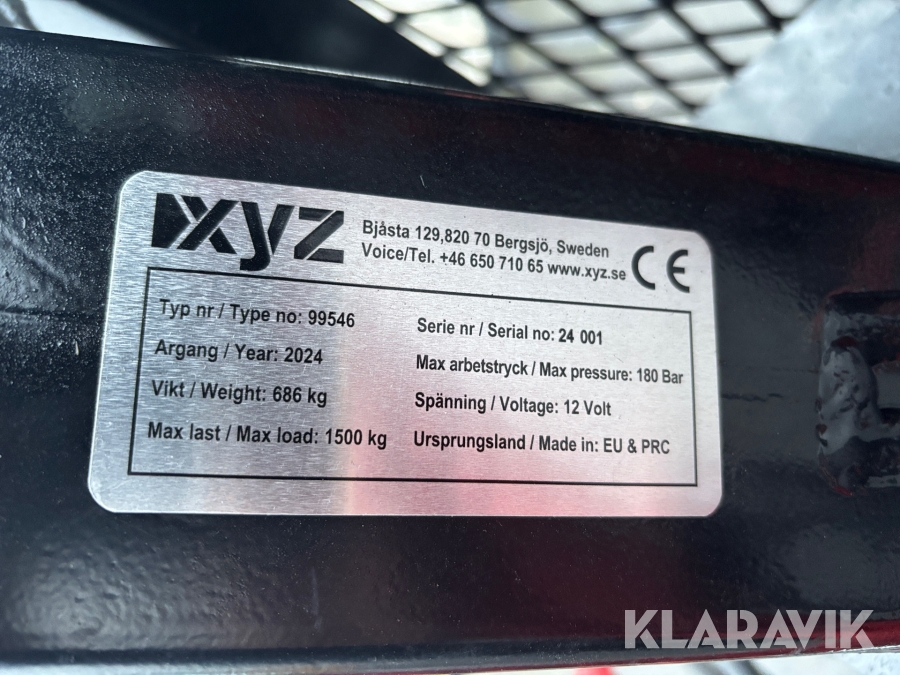 XYZ
Bjåsta 129,820 70 Bergsjö, Sweden
Voice/Tel. +46 650 710 65 www.xyz.se
CE
Typ nr / Type no: 99546
Argang / Year: 2024
Vikt / Weight: 686 kg
Max last / Max load: 1500 kg
Serie nr / Serial no: 24 001
Max arbetstryck / Max pressure: 180 Bar
Spänning / Voltage: 12 Volt
Ursprungsland / Made in: EU & PRC
KLARAVIK